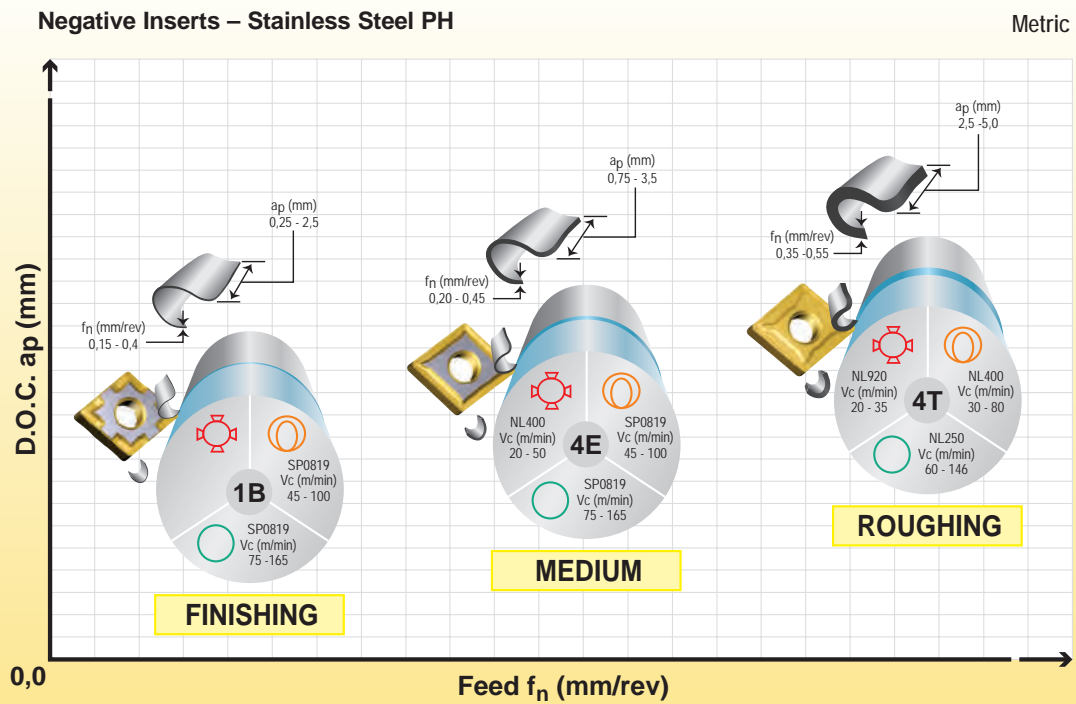 Negative Inserts – Stainless Steel PH
Metric
D.O.C. ap (mm)
ap (mm)
0,25 - 2,5
fn (mm/rev)
0,15 - 0,4
SP0819
Vc (m/min)
45 - 100
1B
SP0819
Vc (m/min)
75 -165
FINISHING
ap (mm)
0,75 - 3,5
fn (mm/rev)
0,20 - 0,45
NL400
Vc (m/min)
20 - 50
SP0819
Vc (m/min)
45 - 100
4E
SP0819
Vc (m/min)
75 - 165
MEDIUM
ap (mm)
2,5 -5,0
fn (mm/rev)
0,35 -0,55
NL920
Vc (m/min)
20 - 35
NL400
Vc (m/min)
30 - 80
4T
NL250
Vc (m/min)
60 - 146
ROUGHING
0,0
Feed fn (mm/rev)